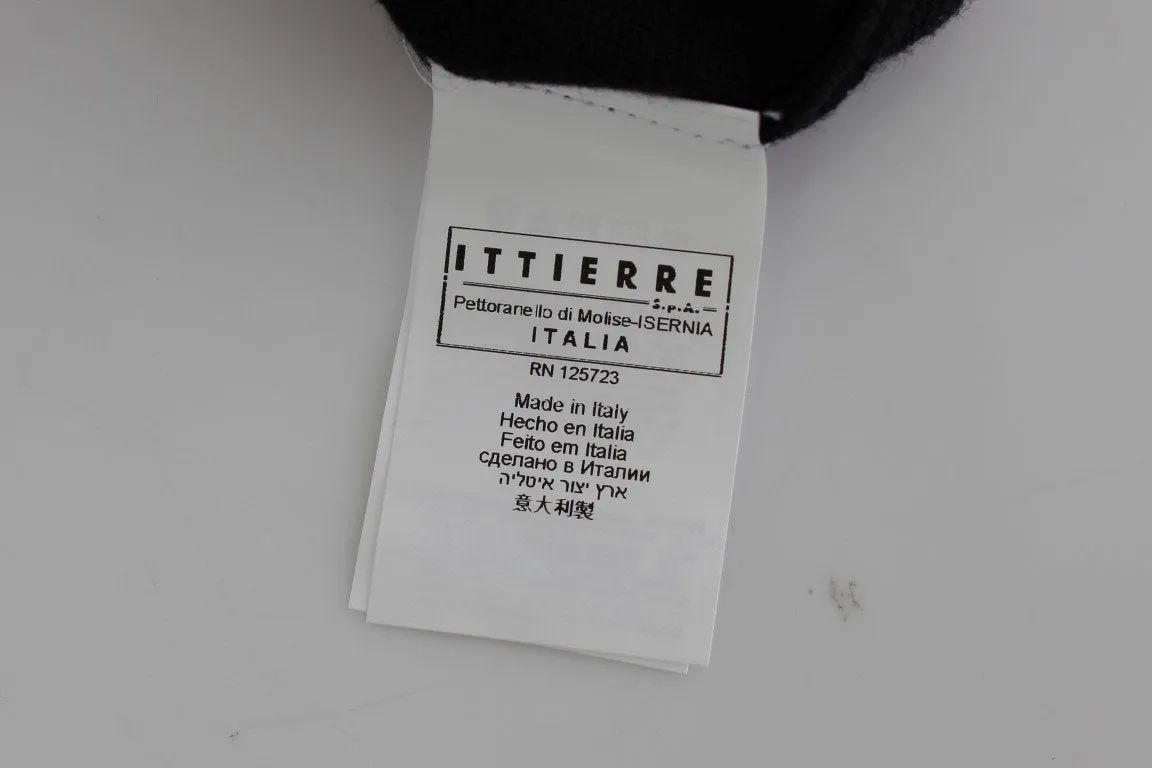 ITTIERRE
S.p.A.
Pettoranello di Molise-ISERNIA
ITALIA
RN 125723
Made in Italy
Hecho en Italia
Feito em Italia
сделано в Италии
ארץ יצור איטליה
意大利製